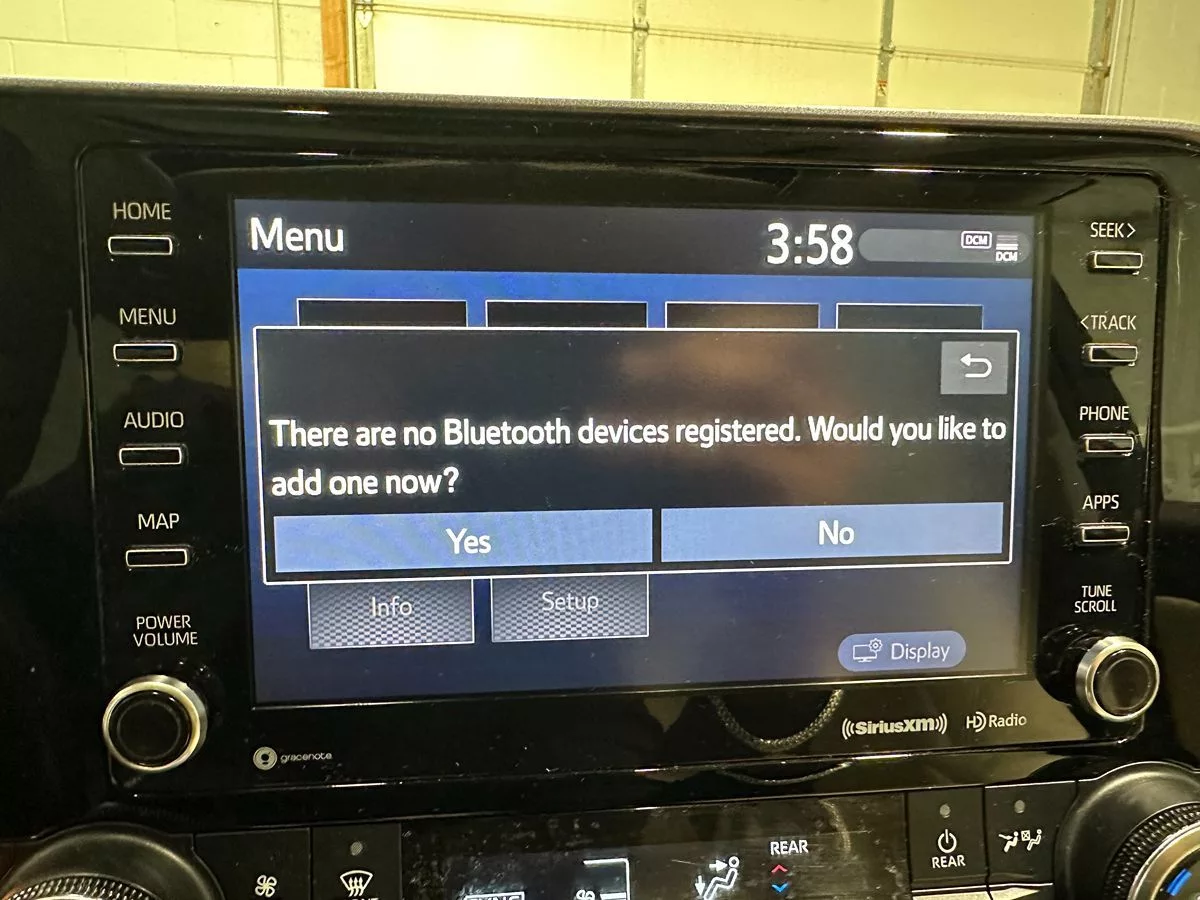 HOME
MENU
AUDIO
MAP
POWER
VOLUME
Menu
3:58
DCM
DCM
There are no Bluetooth devices registered. Would you like to
add one now?
Yes
No
Info
Setup
Display
SEEK>
<TRACK
PHONE
APPS
TUNE
SCROLL
gracenote
((SiriusXM))
HD Radio
REAR
REAR